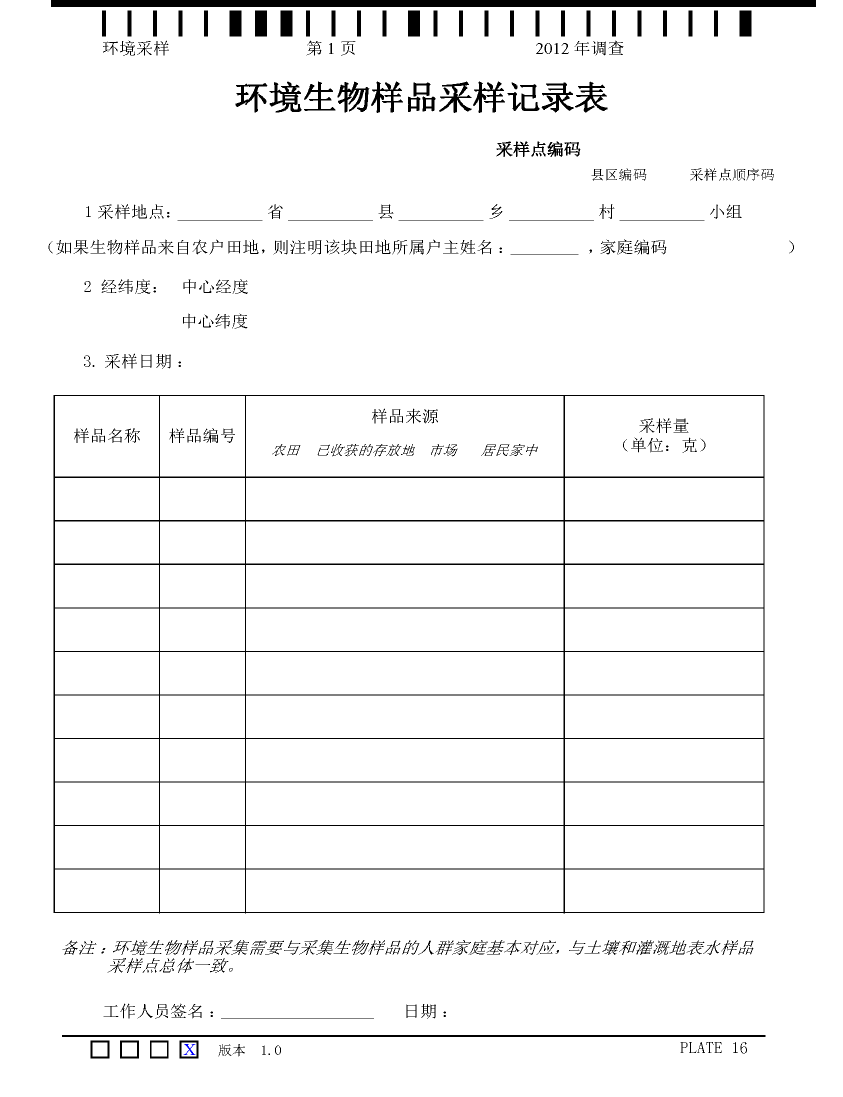 环境采样 第 1 页 2012 年调查
环境生物样品采样记录表
采样点编码
县区编码 采样点顺序码
1 采样地点：__________ 省 __________ 县 __________ 乡 __________ 村 __________ 小组
（如果生物样品来自农户田地，则注明该块田地所属户主姓名：________ ，家庭编码 ）
2 经纬度： 中心经度
中心纬度
3. 采样日期：
样品名称 样品编号 样品来源 采样量
农田 已收获的存放地 市场 居民家中 （单位：克）
备注：环境生物样品采集需要与采集生物样品的人群家庭基本对应，与土壤和灌溉地表水样品
采样点总体一致。
工作人员签名：__________________ 日期：
X 版本 1.0 PLATE 16